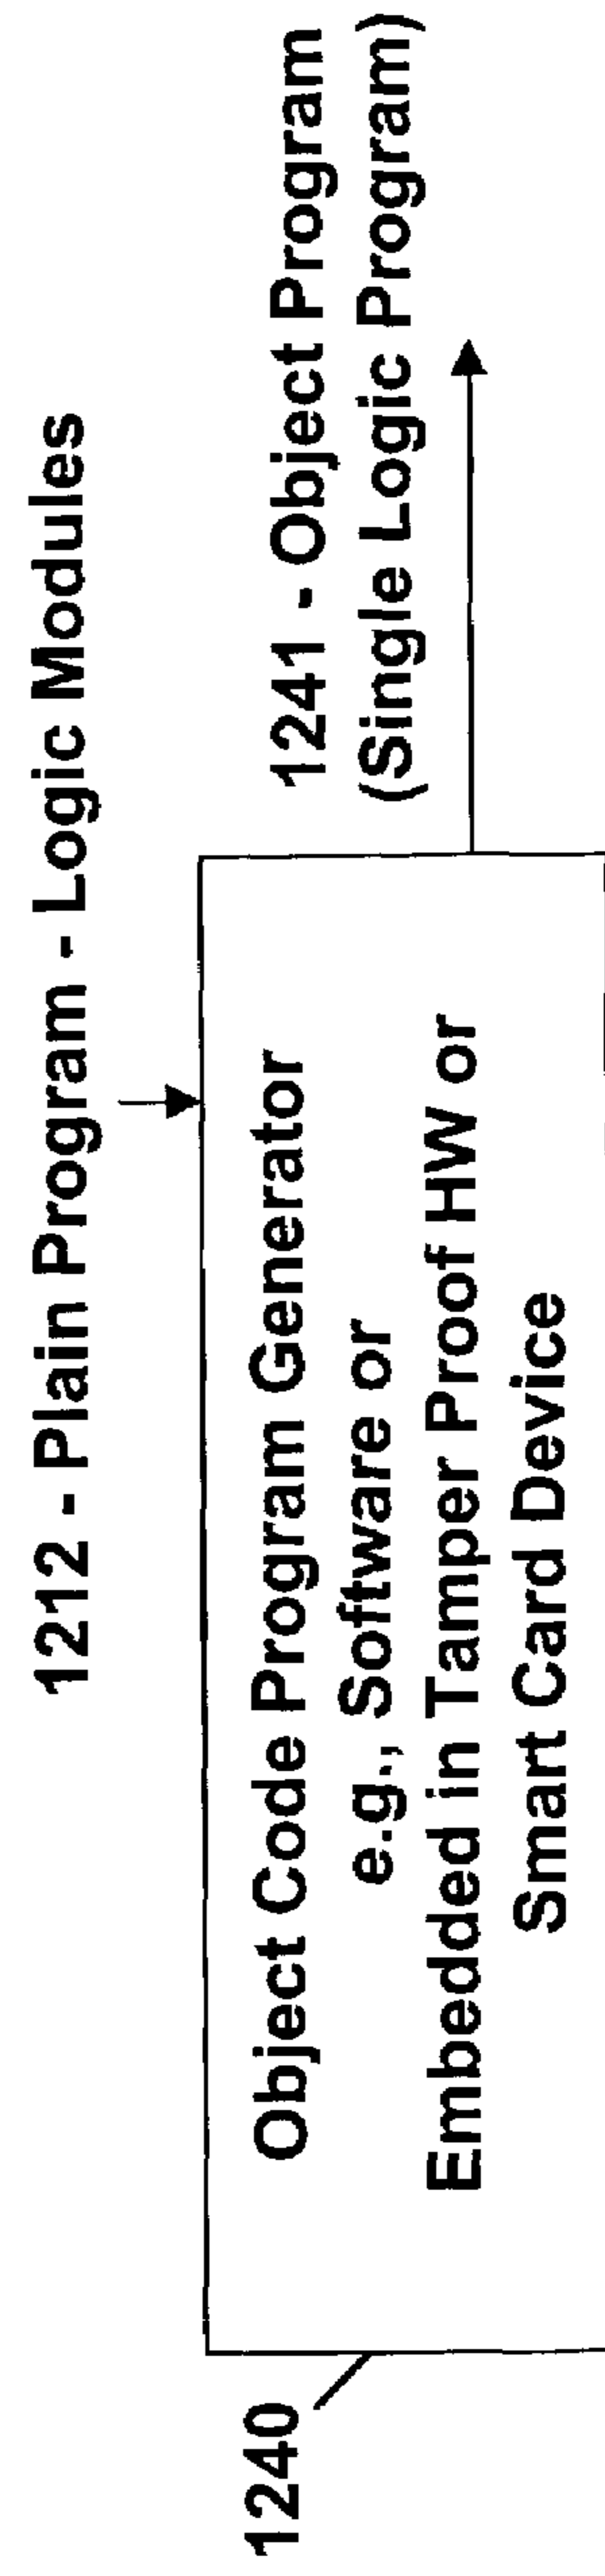 1212 - Plain Program - Logic Modules
1241 - Object Program
(Single Logic Program)
Object Code Program Generator
e.g., Software or
Embedded in Tamper Proof HW or
Smart Card Device
1240